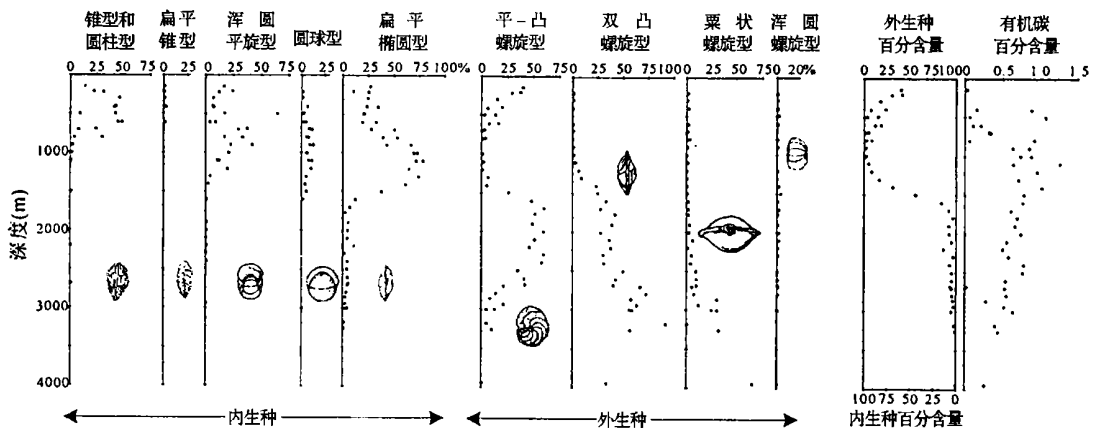 锥型和 扁平 浑圆 圆球型 扁平 平–凸 双凸 粟状 浑圆 外生种 有机碳
圆柱型 锥型 平旋型 椭圆型 螺旋型 螺旋型 螺旋型 螺旋型 百分含量 百分含量
0 25 50 75 0 25 0 25 50 75 0 25 0 25 50 75 100% 0 25 50 75 0 50 100 0 25 50 75 0 20% 0 25 50 75 100 0 0.5 1.0 1.5
1000
2000
3000
4000
深度(m)
100 75 50 25 0
内生种 外生种 内生种百分含量